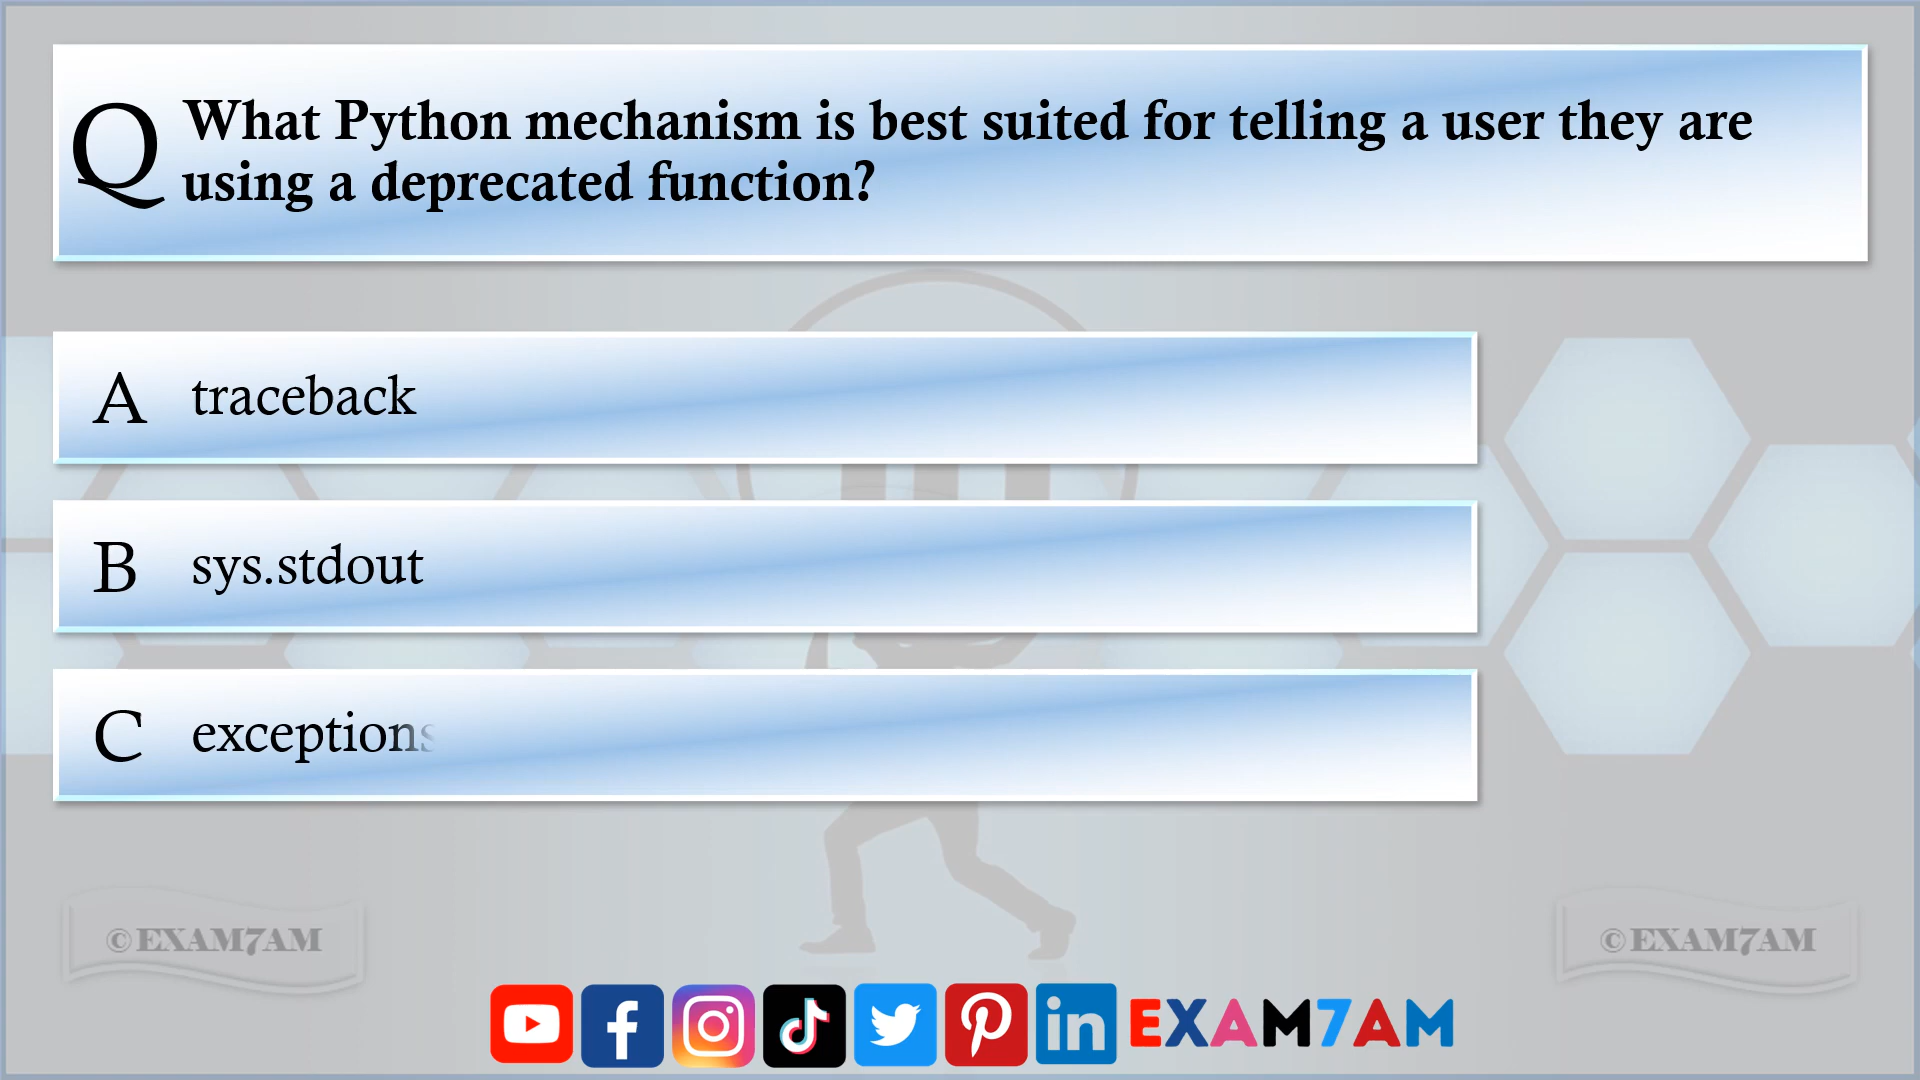 Q What Python mechanism is best suited for telling a user they are
using a deprecated function?
A traceback
B sys.stdout
C exceptions
©EXAM7AM
©EXAM7AM
EXAM7AM